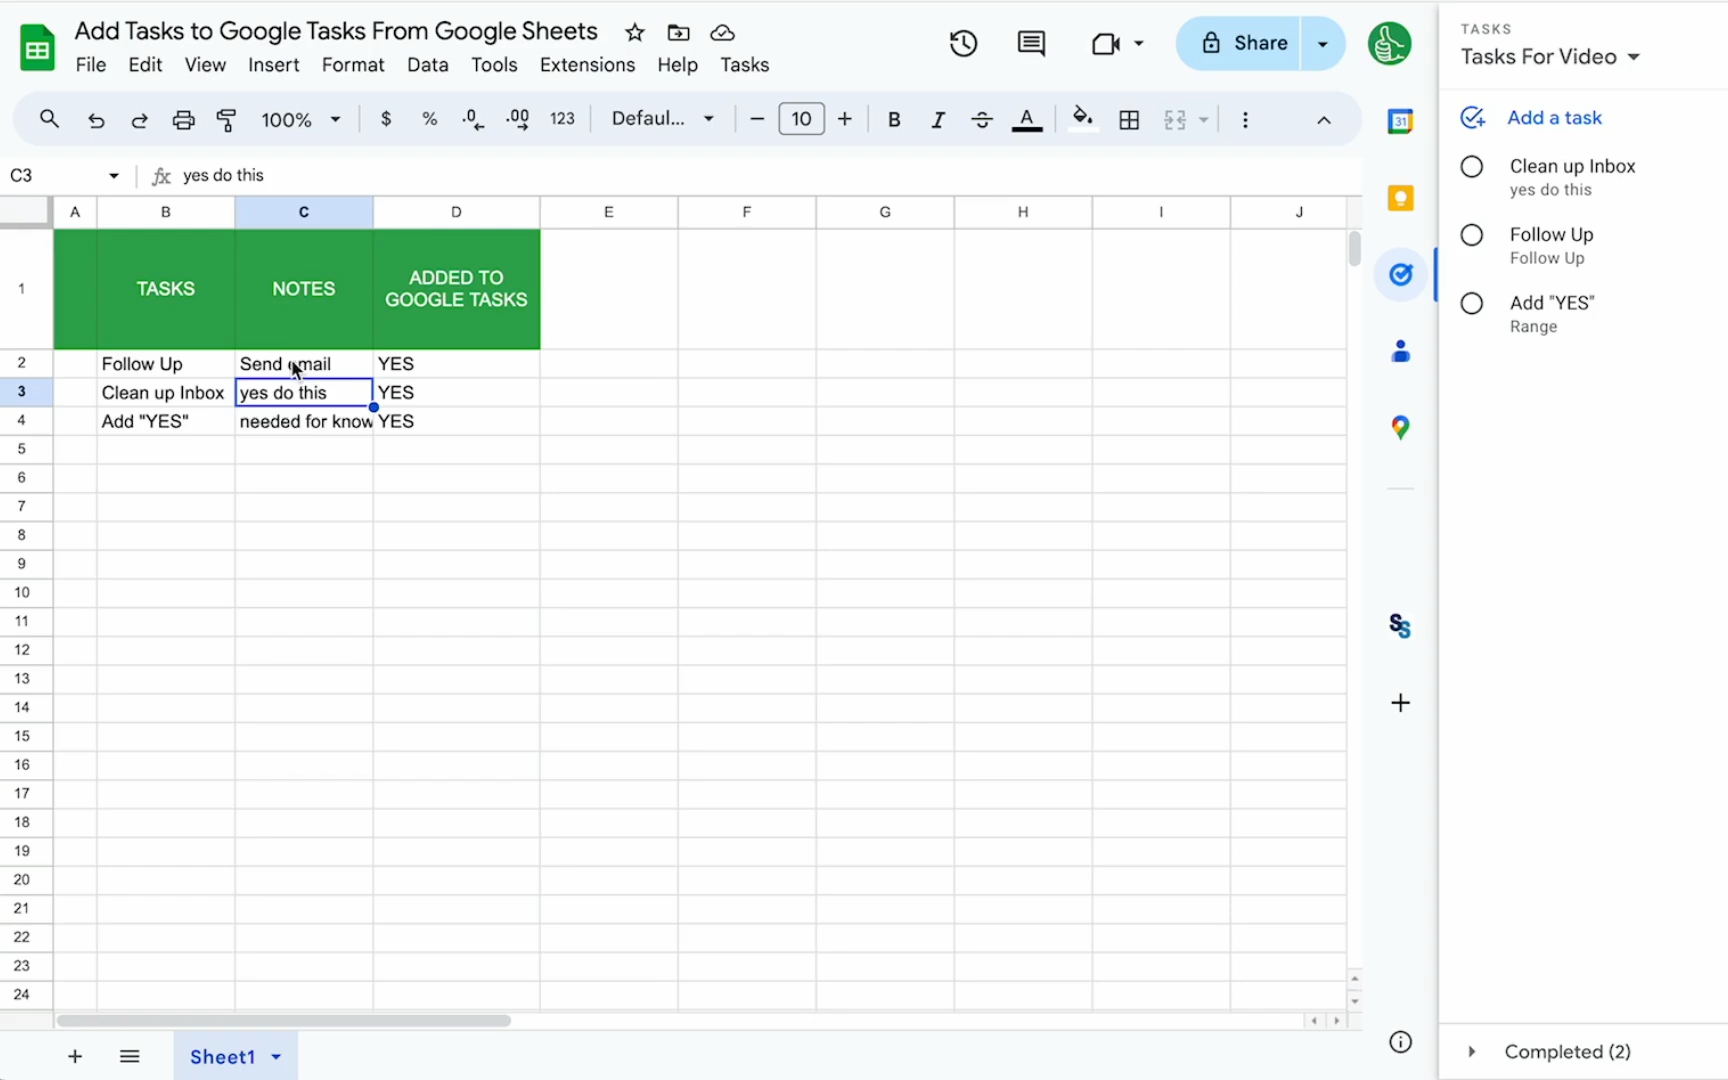 Add Tasks to Google Tasks From Google Sheets
File Edit View Insert Format Data Tools Extensions Help Tasks
Share
100% $ % .0 .00 123 Defaul... 10 B I A
C3 fx yes do this
A B C D E F G H I J
1 TASKS NOTES ADDED TO
GOOGLE TASKS
2 Follow Up Send email YES
3 Clean up Inbox yes do this YES
4 Add "YES" needed for know YES
5
6
7
8
9
10
11
12
13
14
15
16
17
18
19
20
21
22
23
24
Sheet1
31
TASKS
Tasks For Video
Add a task
Clean up Inbox
yes do this
Follow Up
Follow Up
Add "YES"
Range
Completed (2)